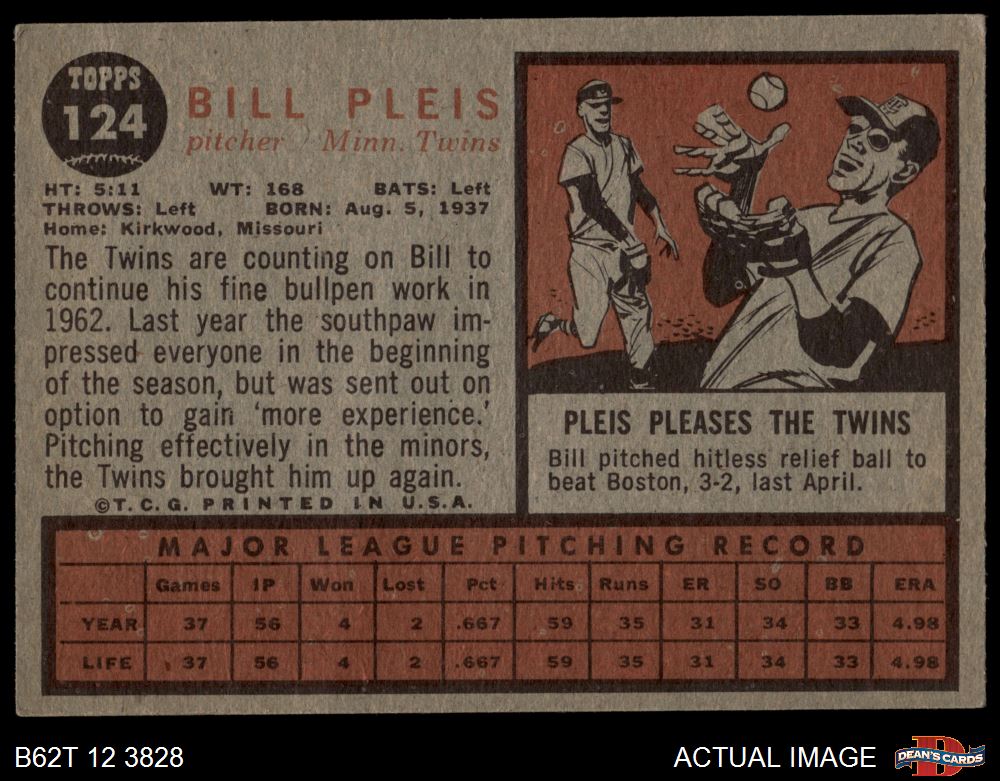 TOPPS
124
BILL PLEIS
pitcher Minn. Twins
HT: 5:11 WT: 168 BATS: Left
THROWS: Left BORN: Aug. 5, 1937
Home: Kirkwood, Missouri
The Twins are counting on Bill to
continue his fine bullpen work in
1962. Last year the southpaw im-
pressed everyone in the beginning
of the season, but was sent out on
option to gain 'more experience.'
Pitching effectively in the minors,
the Twins brought him up again.
©T.C.G. PRINTED IN U.S.A.
PLEIS PLEASES THE TWINS
Bill pitched hitless relief ball to
beat Boston, 3-2, last April.
MAJOR LEAGUE PITCHING RECORD
Games IP Won Lost Pct Hits Runs ER SO BB ERA
YEAR 37 56 4 2 .667 59 35 31 34 33 4.98
LIFE 37 56 4 2 .667 59 35 31 34 33 4.98
B62T 12 3828
ACTUAL IMAGE
DEAN'S CARDS